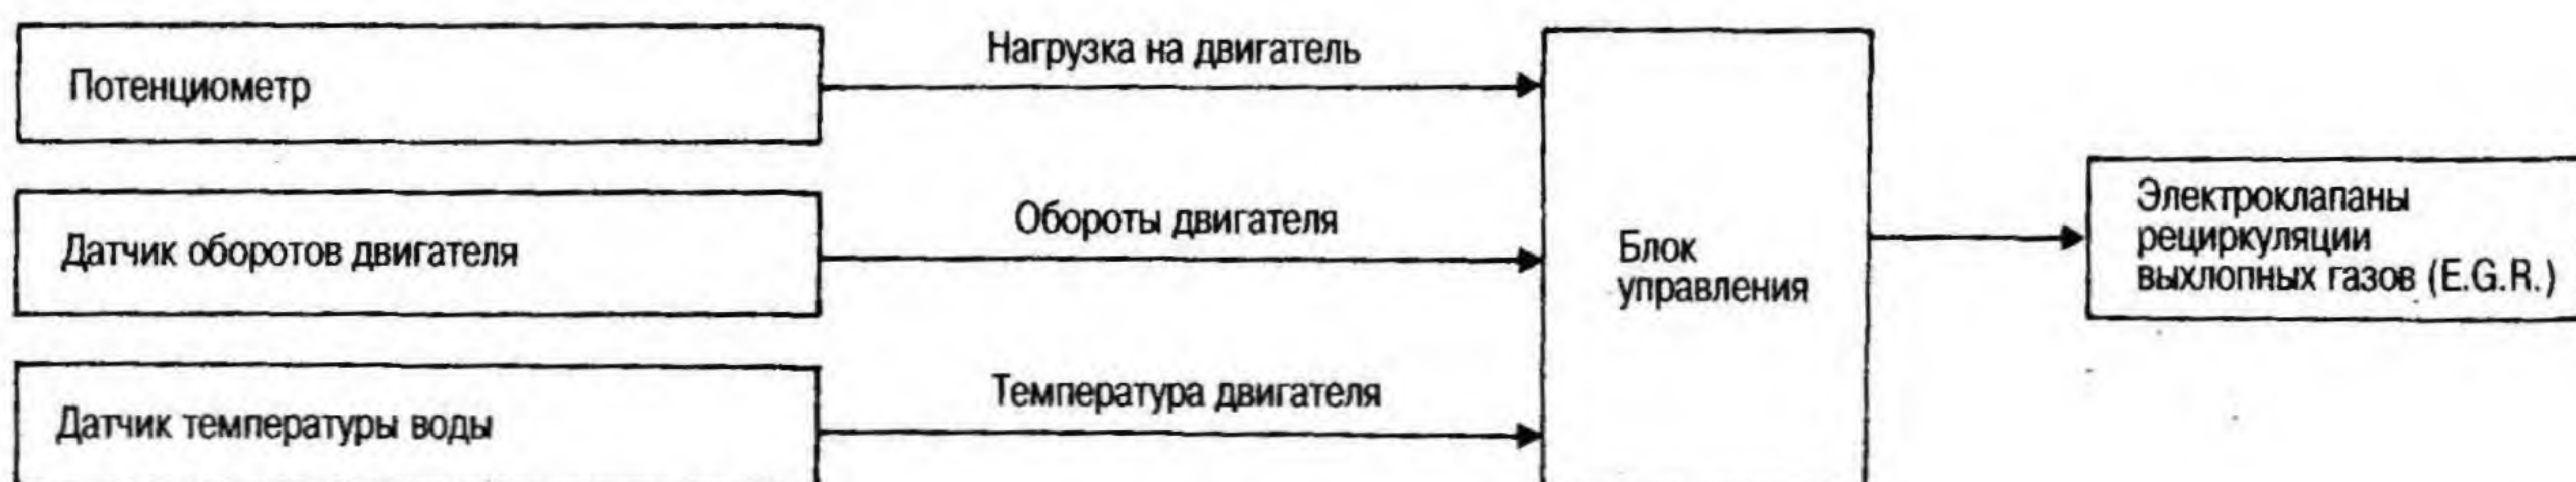 Потенциометр
Нагрузка на двигатель
Датчик оборотов двигателя
Обороты двигателя
Датчик температуры воды
Температура двигателя
Блок
управления
Электроклапаны
рециркуляции
выхлопных газов (E.G.R.)